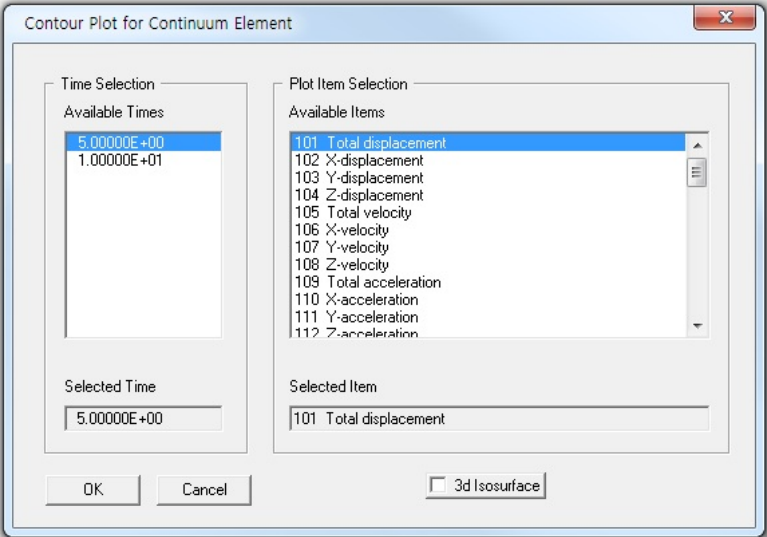 Contour Plot for Continuum Element
Time Selection
Available Times
5.00000E+00
1.00000E+01
Selected Time
5.00000E+00
Plot Item Selection
Available Items
101 Total displacement
102 X-displacement
103 Y-displacement
104 Z-displacement
105 Total velocity
106 X-velocity
107 Y-velocity
108 Z-velocity
109 Total acceleration
110 X-acceleration
111 Y-acceleration
112 Z-acceleration
Selected Item
101 Total displacement
OK
Cancel
3d Isosurface